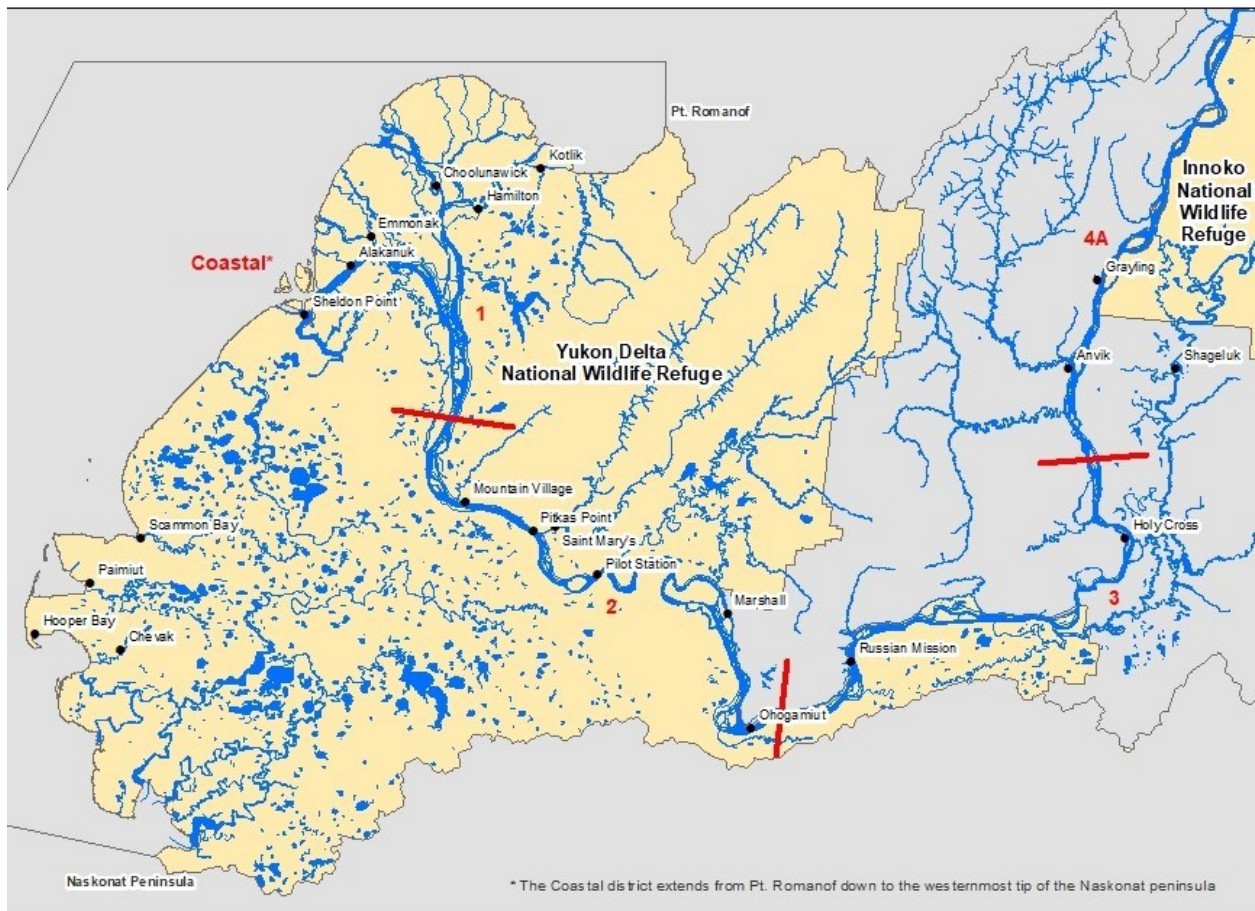 Pt. Romanof
Kotlik
Choolunawick
Hamilton
Innoko
National
Wildlife
Refuge
Emmonak
4A
Alakanuk
Coastal*
Grayling
Sheldon Point
1
Yukon Delta
National Wildlife Refuge
Anvik
Shageluk
Mountain Village
Pitkas Point
Scammon Bay
Saint Mary's
Holy Cross
Pilot Station
Paimiut
2
3
Marshall
Hooper Bay
Chevak
Russian Mission
Ohogamiut
Naskonat Peninsula
* The Coastal district extends from Pt. Romanof down to the westernmost tip of the Naskonat peninsula